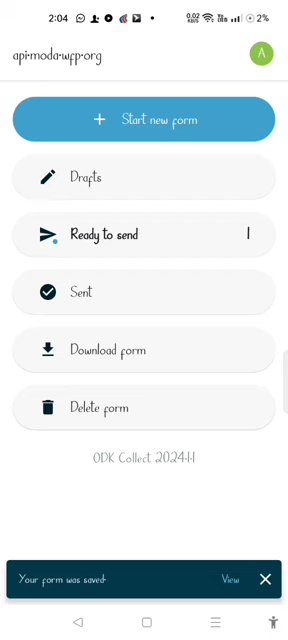 2:04 0.02 KB/S 2%
api•moda•wfp•org A
+ Start new form
Drafts
Ready to send 1
Sent
Download form
Delete form
ODK Collect 2024.1.1
Your form was saved. View